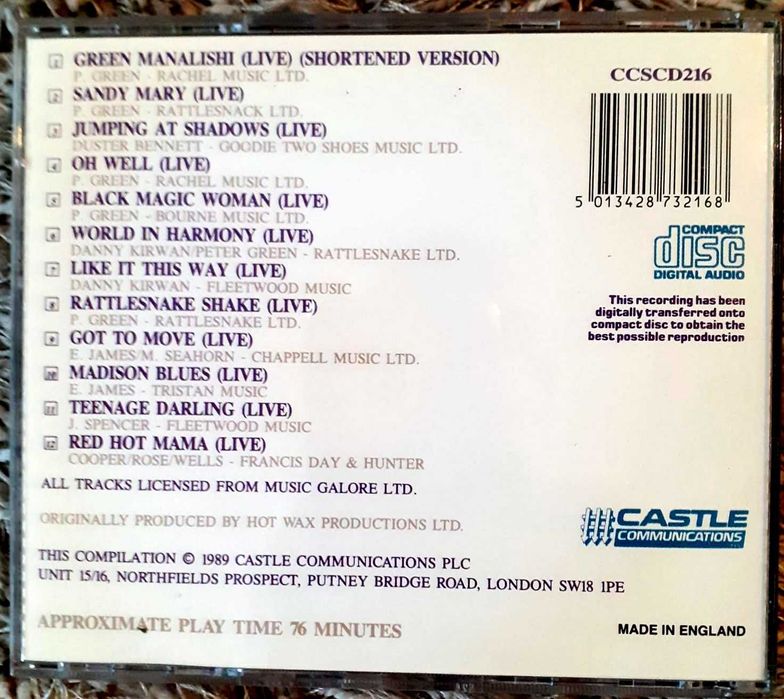 1 GREEN MANALISHI (LIVE) (SHORTENED VERSION)
P. GREEN - RACHEL MUSIC LTD.
2 SANDY MARY (LIVE)
P. GREEN - RATTLESNACK LTD.
3 JUMPING AT SHADOWS (LIVE)
DUSTER BENNETT - GOODIE TWO SHOES MUSIC LTD.
4 OH WELL (LIVE)
P. GREEN - RACHEL MUSIC LTD.
5 BLACK MAGIC WOMAN (LIVE)
P. GREEN - BOURNE MUSIC LTD.
6 WORLD IN HARMONY (LIVE)
DANNY KIRWAN/PETER GREEN - RATTLESNAKE LTD.
7 LIKE IT THIS WAY (LIVE)
DANNY KIRWAN - FLEETWOOD MUSIC
8 RATTLESNAKE SHAKE (LIVE)
P. GREEN - RATTLESNAKE LTD.
9 GOT TO MOVE (LIVE)
E. JAMES/M. SEAHORN - CHAPPELL MUSIC LTD.
10 MADISON BLUES (LIVE)
E. JAMES - TRISTAN MUSIC
11 TEENAGE DARLING (LIVE)
J. SPENCER - FLEETWOOD MUSIC
12 RED HOT MAMA (LIVE)
COOPER/ROSE/WELLS - FRANCIS DAY & HUNTER
ALL TRACKS LICENSED FROM MUSIC GALORE LTD.
ORIGINALLY PRODUCED BY HOT WAX PRODUCTIONS LTD.
THIS COMPILATION © 1989 CASTLE COMMUNICATIONS PLC
UNIT 15/16, NORTHFIELDS PROSPECT, PUTNEY BRIDGE ROAD, LONDON SW18 1PE
APPROXIMATE PLAY TIME 76 MINUTES
CCSCD216
5 013428 732168
COMPACT
disc
DIGITAL AUDIO
This recording has been
digitally transferred onto
compact disc to obtain the
best possible reproduction
CASTLE
COMMUNICATIONS
MADE IN ENGLAND